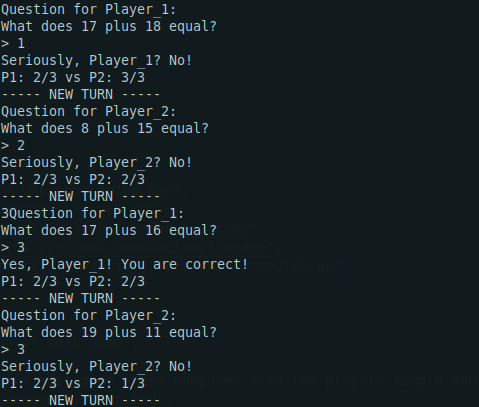 Question for Player_1:
What does 17 plus 18 equal?
> 1
Seriously, Player_1? No!
P1: 2/3 vs P2: 3/3
----- NEW TURN -----
Question for Player_2:
What does 8 plus 15 equal?
> 2
Seriously, Player_2? No!
P1: 2/3 vs P2: 2/3
----- NEW TURN -----
3Question for Player_1:
What does 17 plus 16 equal?
> 3
Yes, Player_1! You are correct!
P1: 2/3 vs P2: 2/3
----- NEW TURN -----
Question for Player_2:
What does 19 plus 11 equal?
> 3
Seriously, Player_2? No!
P1: 2/3 vs P2: 1/3
----- NEW TURN -----